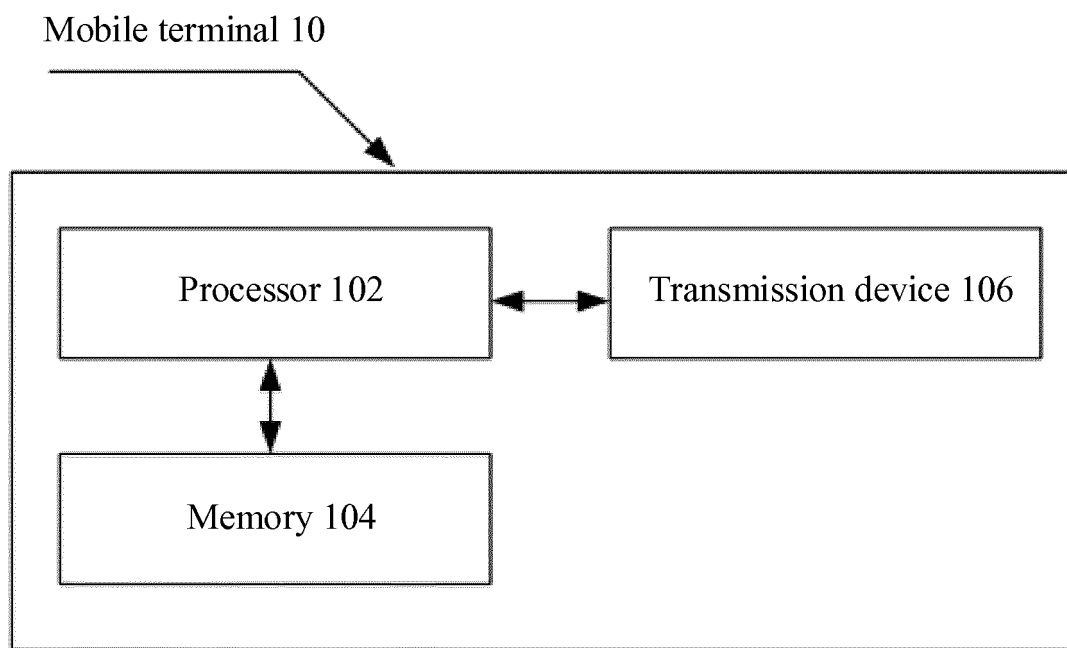 Mobile terminal 10
Processor 102
Transmission device 106
Memory 104